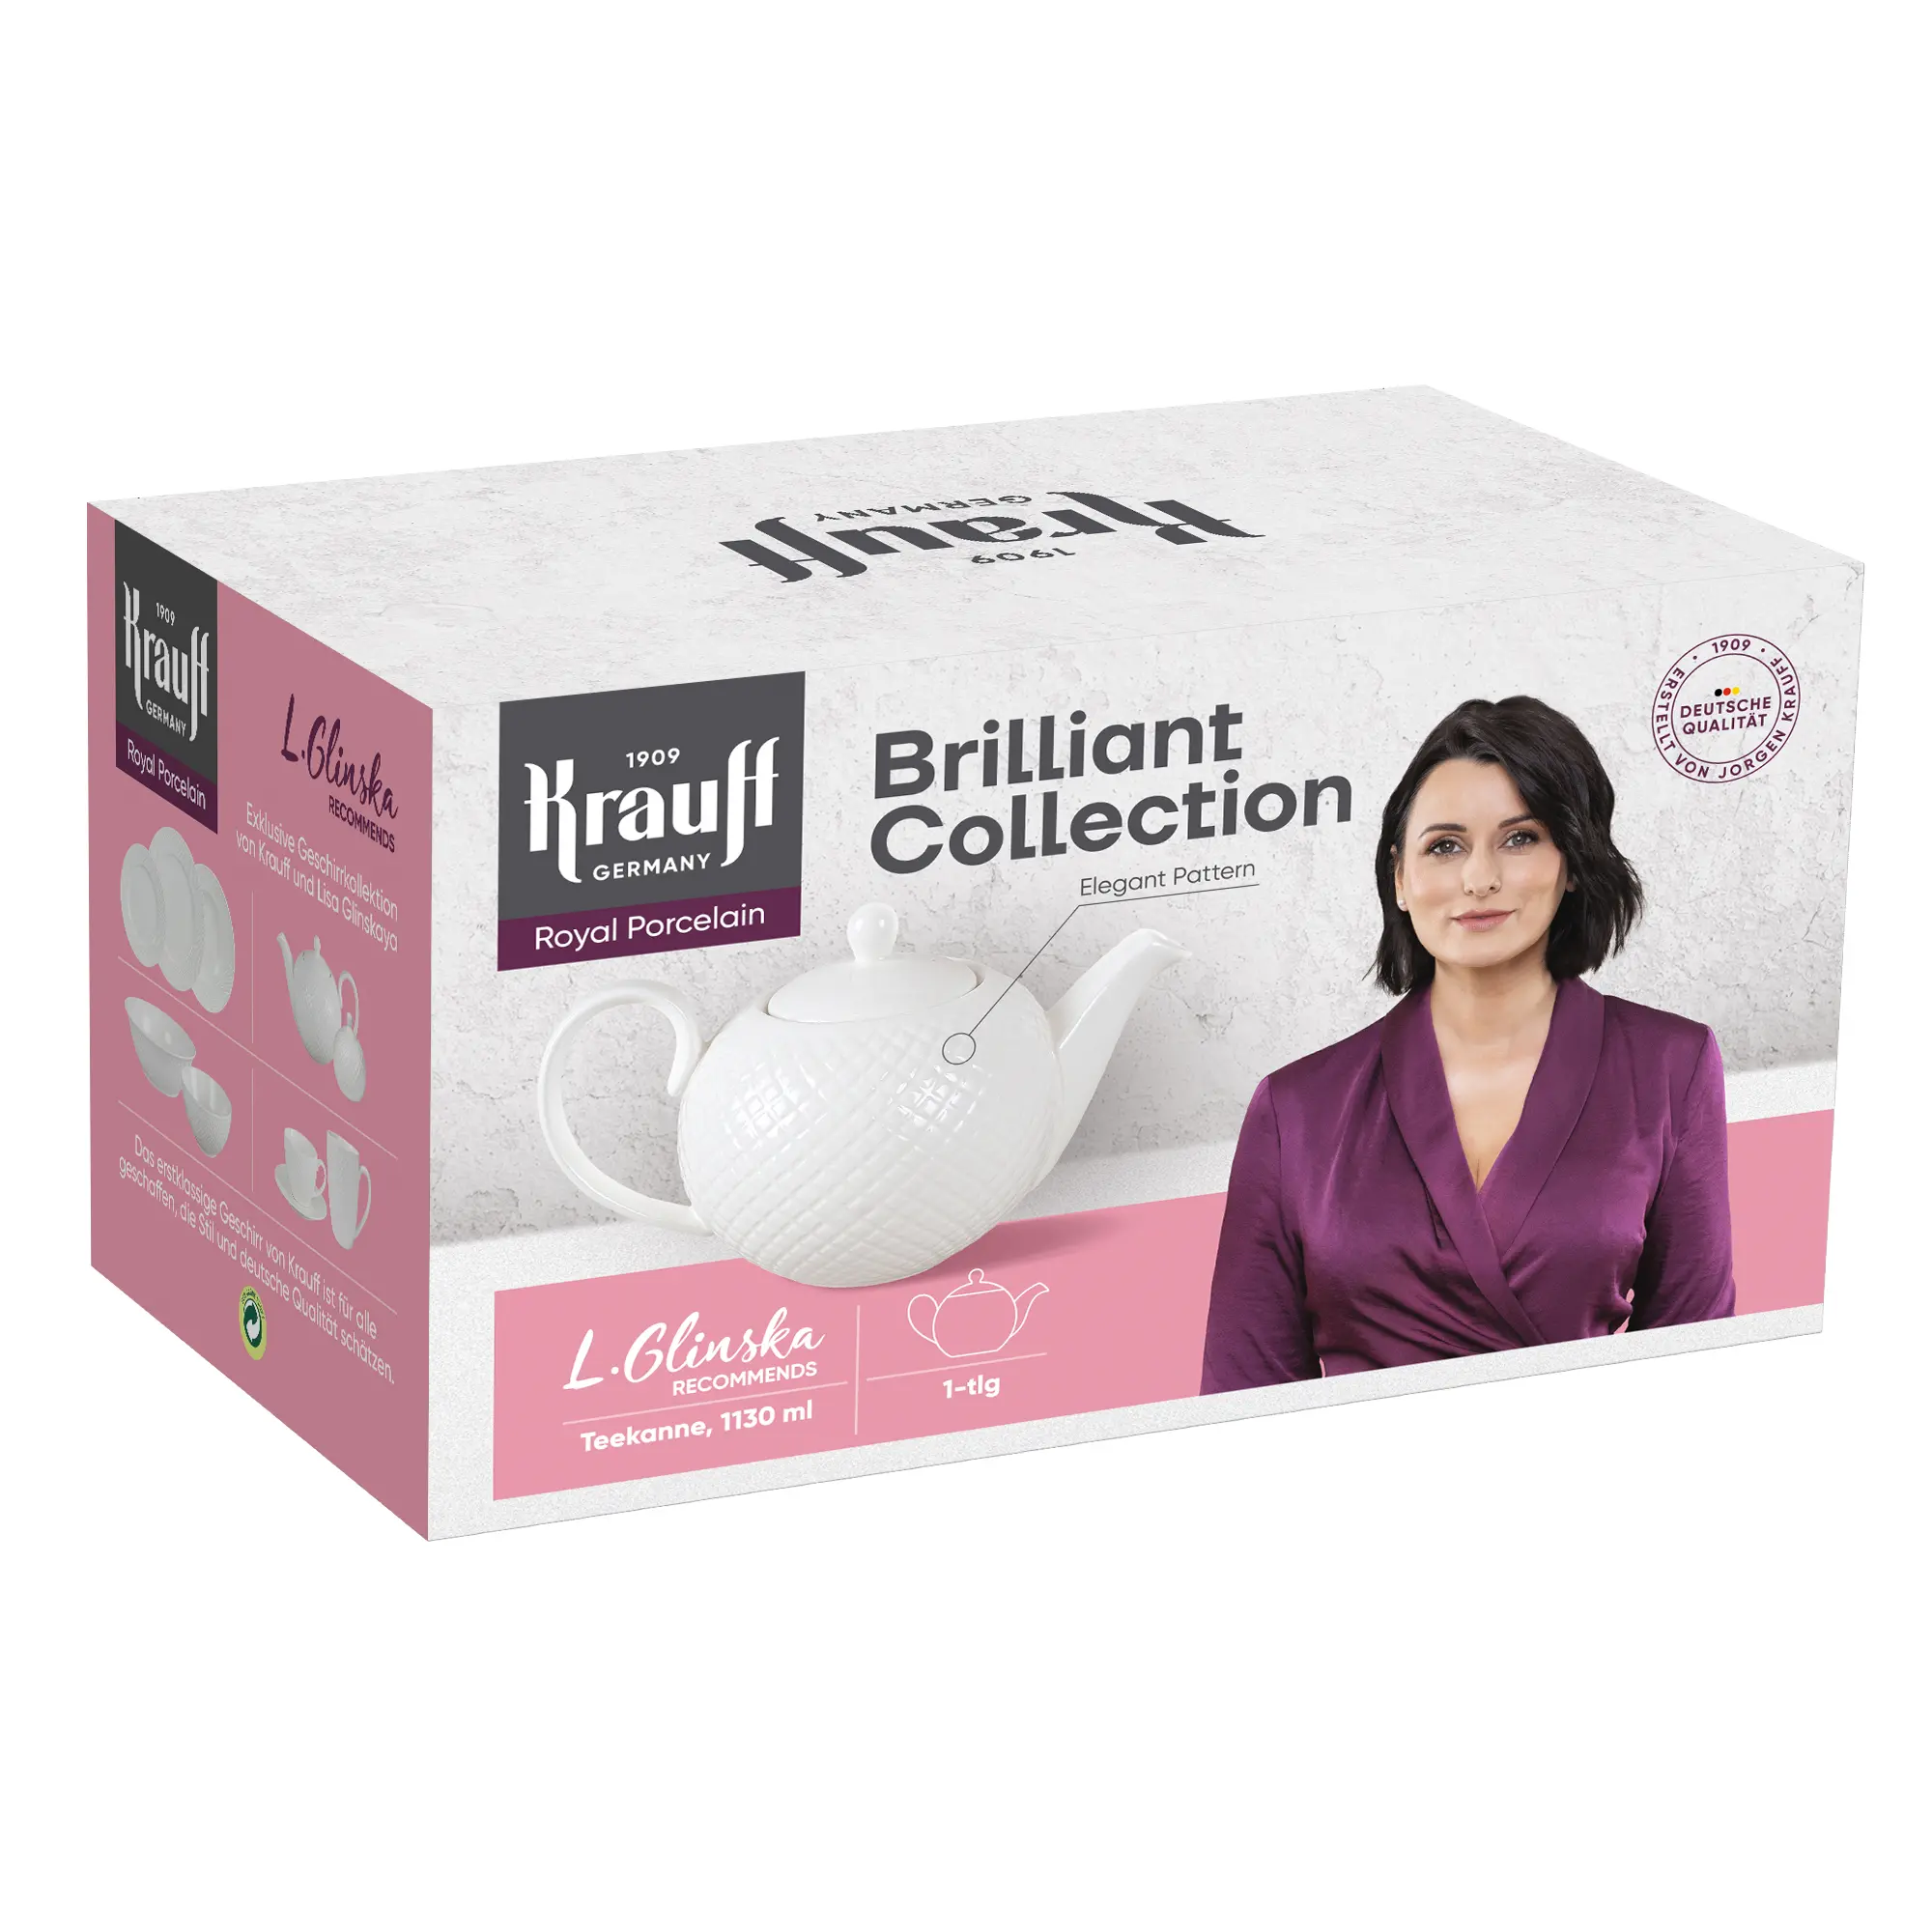 1909
Krauff
GERMANY
1909
Krauff
GERMANY
Royal Porcelain
L.Glinska
RECOMMENDS
Exklusive Geschirrkollektion
von Krauff und Lisa Glinskaya
Das erstklassige Geschirr von Krauff ist für alle
geschaffen, die Stil und deutsche Qualität schätzen.
1909
Krauff
GERMANY
Royal Porcelain
Brilliant
Collection
Elegant Pattern
1909 • ERSTELLT VON JORGEN KRAUFF •
DEUTSCHE
QUALITÄT
L.Glinska
RECOMMENDS
Teekanne, 1130 ml
1-tlg